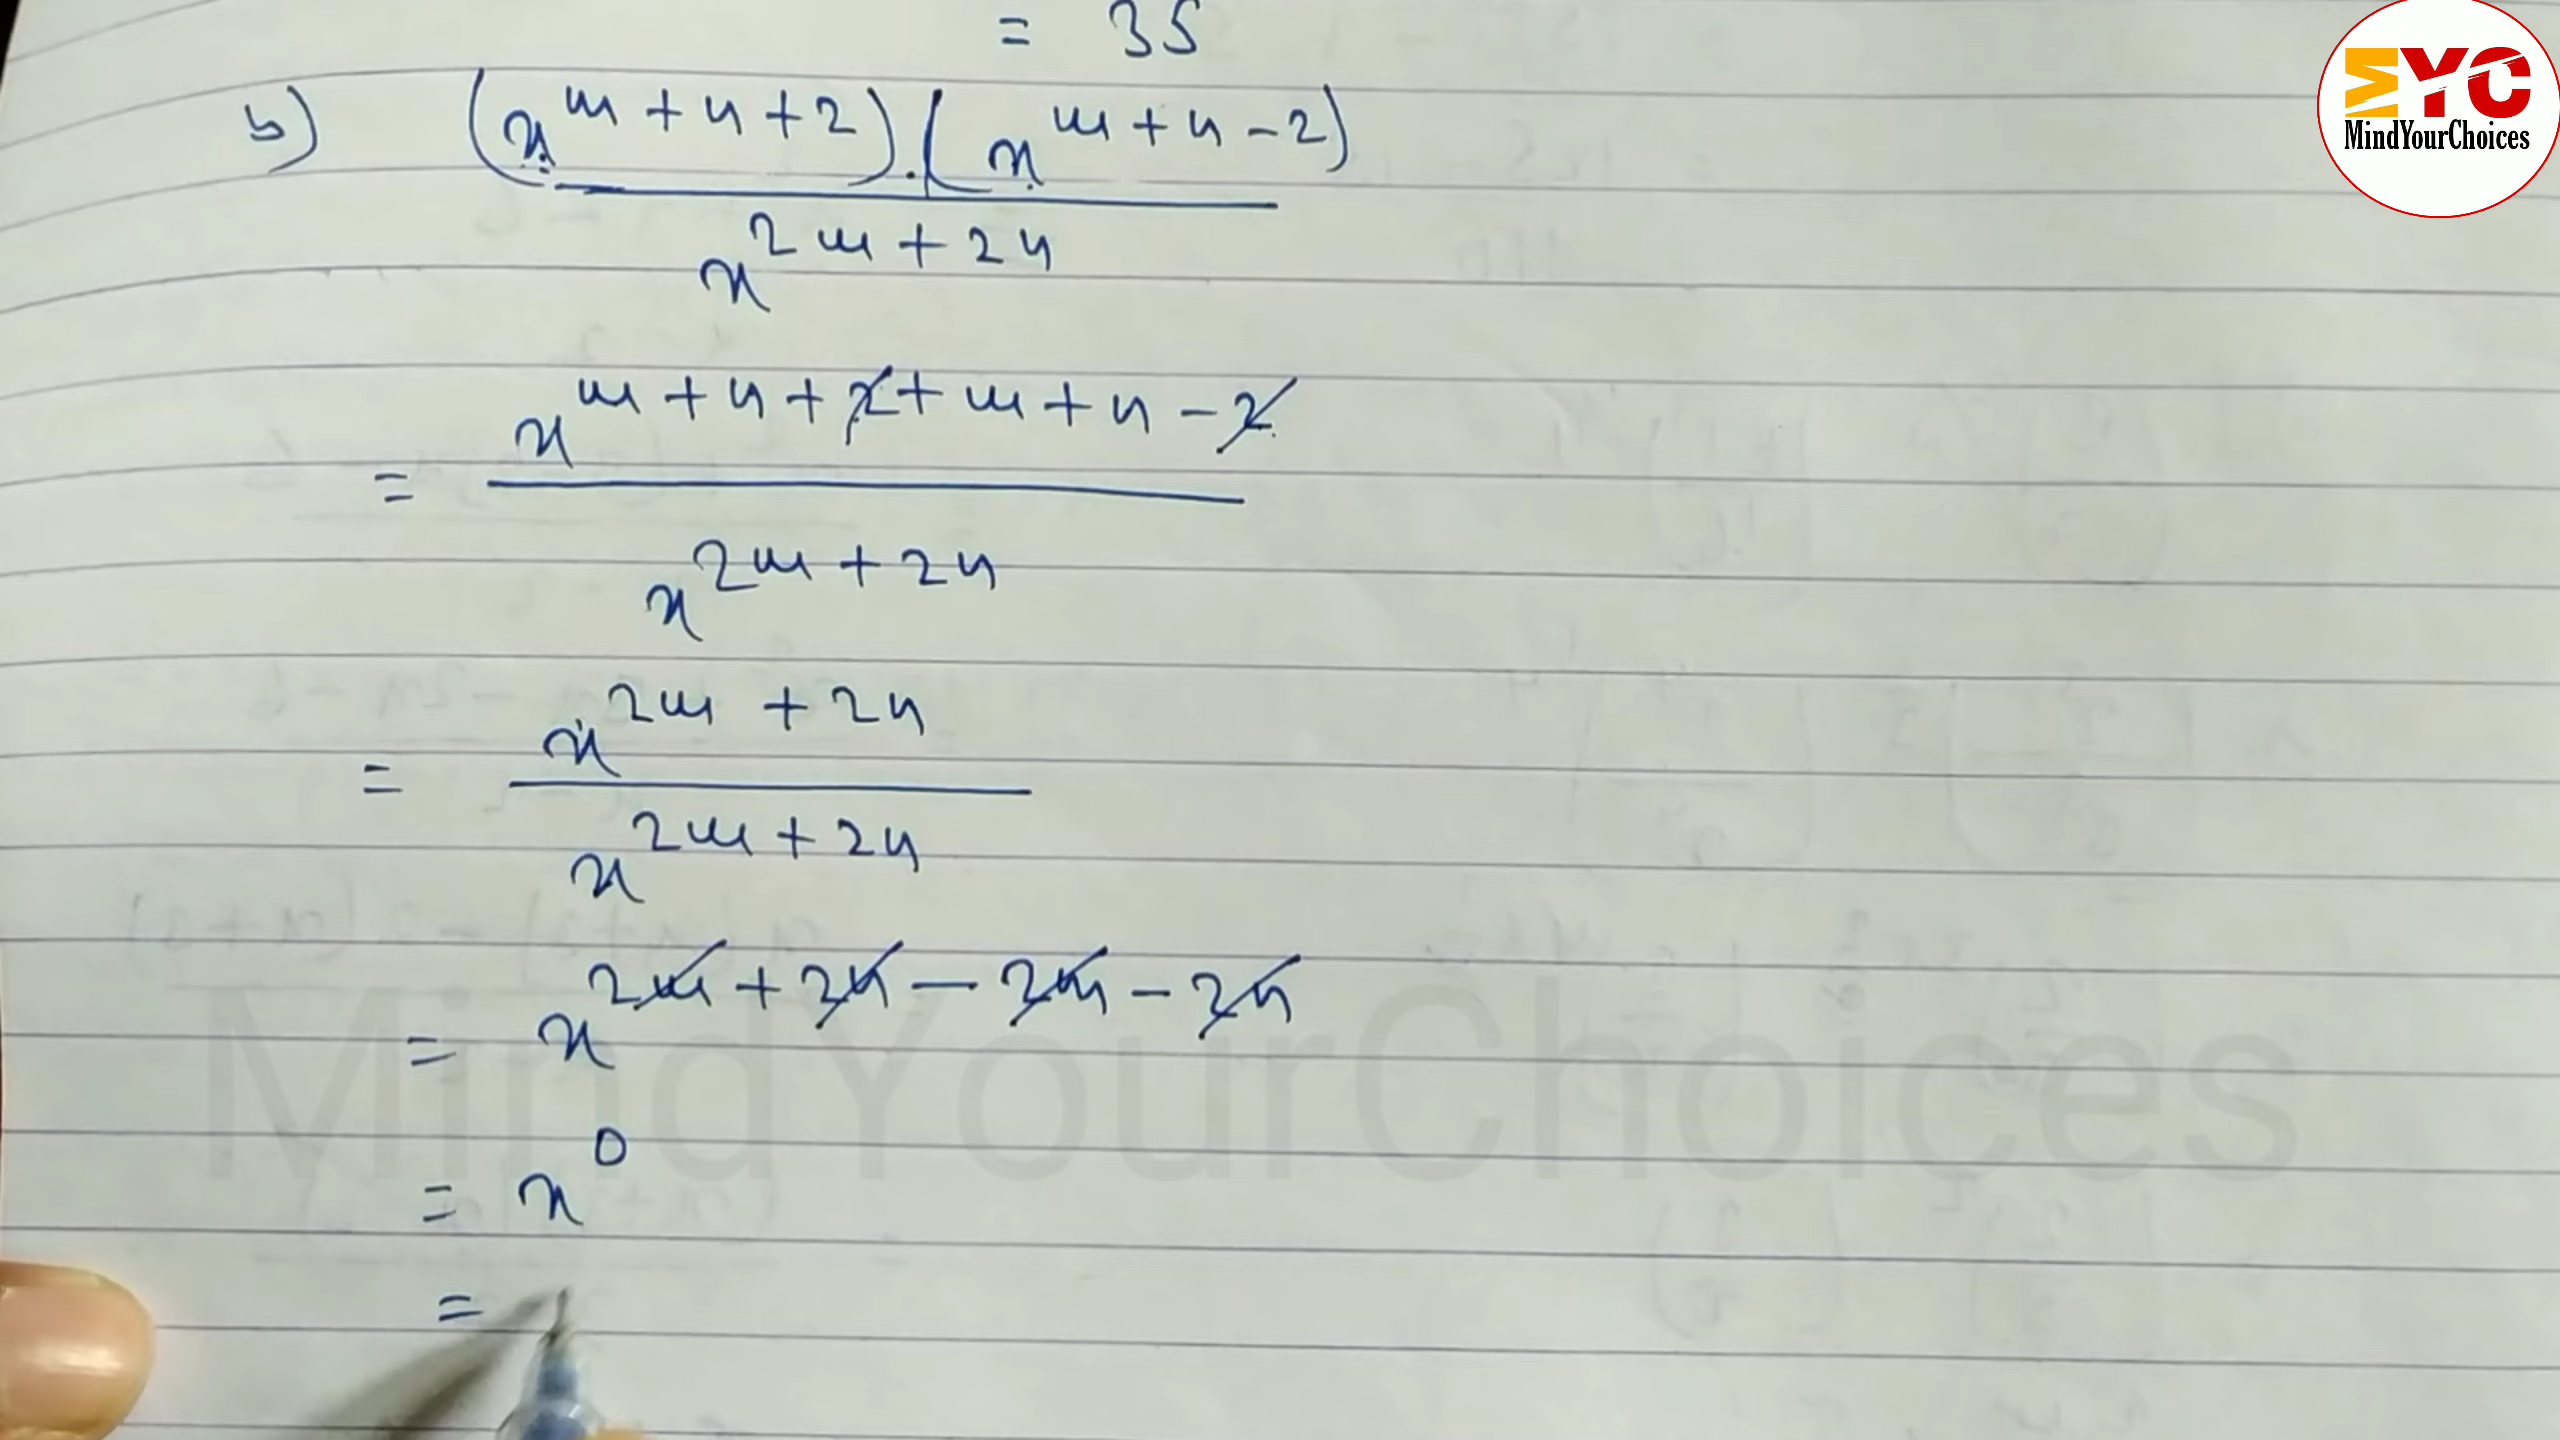 = 35
b) (x^m+n+2).(x^m+n-2)
x^2m+2n
= x^m+n+2+m+n-2
x^2m+2n
= x^2m+2n
x^2m+2n
= x^2m+2n-2m-2n
= x^0
=
MYC
MindYourChoices
MindYourChoices